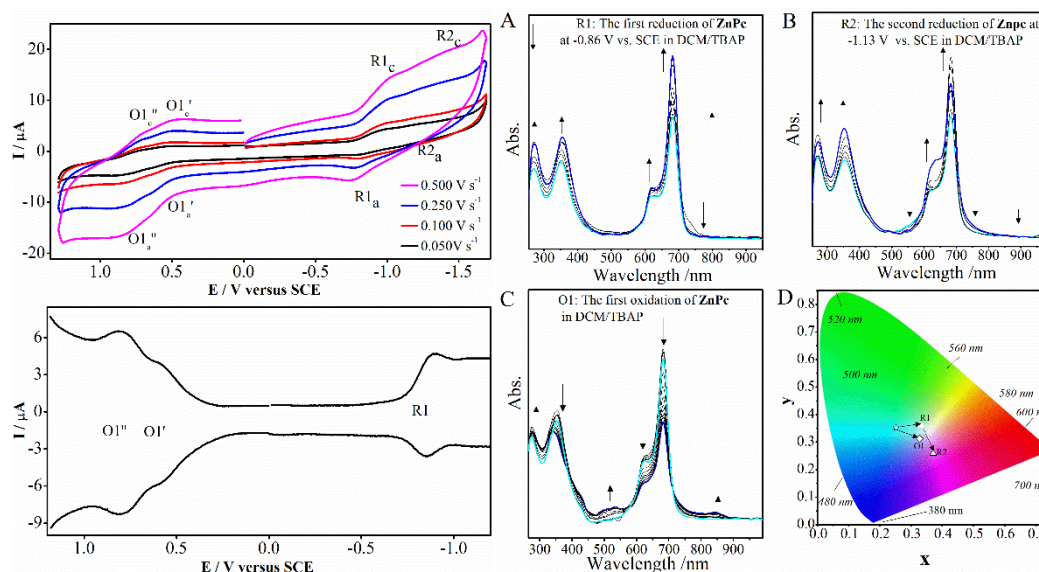 20
10
0
-10
-20
I / µA
1.0
0.5
0.0
-0.5
-1.0
-1.5
E / V versus SCE
O1c''
O1c'
R1c
R2c
R2a
R1a
O1a'
O1a''
0.500 V s-1
0.250 V s-1
0.100 V s-1
0.050V s-1
6
3
0
-3
-6
-9
I / µA
O1''
O1'
R1
1.0
0.5
0.0
-0.5
-1.0
E / V versus SCE
A
R1: The first reduction of ZnPc
at -0.86 V vs. SCE in DCM/TBAP
Abs.
300 400 500 600 700 800 900
Wavelength /nm
B
R2: The second reduction of Znpc at
-1.13 V vs. SCE in DCM/TBAP
Abs.
300 400 500 600 700 800 900
Wavelength /nm
C
O1: The first oxidation of ZnPc
in DCM/TBAP
Abs.
300 400 500 600 700 800 900
Wavelength /nm
D
0.8
0.7
0.6
0.5
0.4
0.3
0.2
0.1
0.0
y
520 nm
500 nm
560 nm
580 nm
600
700
480 nm
380 nm
R1
O1
R2
0.0 0.1 0.2 0.3 0.4 0.5 0.6 0.7
x